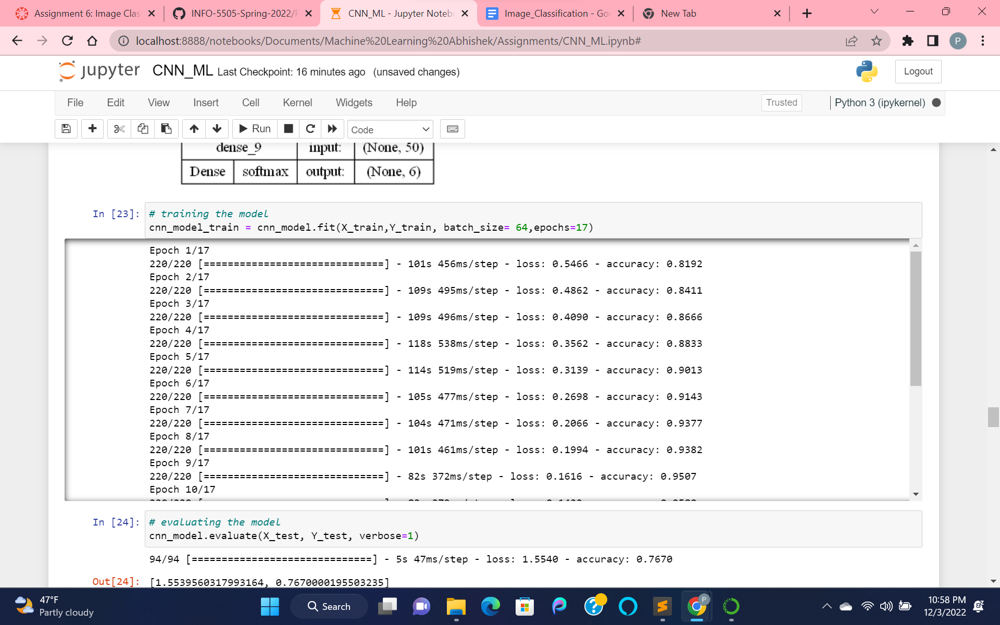 Assignment 6: Image Clas
INFO-5505-Spring-2022/F
CNN_ML - Jupyter Noteb
Image_Classification - Goo
New Tab
localhost:8888/notebooks/Documents/Machine%20Learning%20Abhishek/Assignments/CNN_ML.ipynb#
P
jupyter CNN_ML Last Checkpoint: 16 minutes ago (unsaved changes)
Logout
File Edit View Insert Cell Kernel Widgets Help
Trusted
Python 3 (ipykernel)
Run
Code
dense_9 input: (None, 50)
Dense softmax output: (None, 6)
In [23]: # training the model
cnn_model_train = cnn_model.fit(X_train,Y_train, batch_size= 64,epochs=17)
Epoch 1/17
220/220 [==============================] - 101s 456ms/step - loss: 0.5466 - accuracy: 0.8192
Epoch 2/17
220/220 [==============================] - 109s 495ms/step - loss: 0.4862 - accuracy: 0.8411
Epoch 3/17
220/220 [==============================] - 109s 496ms/step - loss: 0.4090 - accuracy: 0.8666
Epoch 4/17
220/220 [==============================] - 118s 538ms/step - loss: 0.3562 - accuracy: 0.8833
Epoch 5/17
220/220 [==============================] - 114s 519ms/step - loss: 0.3139 - accuracy: 0.9013
Epoch 6/17
220/220 [==============================] - 105s 477ms/step - loss: 0.2698 - accuracy: 0.9143
Epoch 7/17
220/220 [==============================] - 104s 471ms/step - loss: 0.2066 - accuracy: 0.9377
Epoch 8/17
220/220 [==============================] - 101s 461ms/step - loss: 0.1994 - accuracy: 0.9382
Epoch 9/17
220/220 [==============================] - 82s 372ms/step - loss: 0.1616 - accuracy: 0.9507
Epoch 10/17
In [24]: # evaluating the model
cnn_model.evaluate(X_test, Y_test, verbose=1)
94/94 [==============================] - 5s 47ms/step - loss: 1.5540 - accuracy: 0.7670
Out[24]: [1.5539560317993164, 0.7670000195503235]
47°F
Partly cloudy
Search
P
10:58 PM
12/3/2022